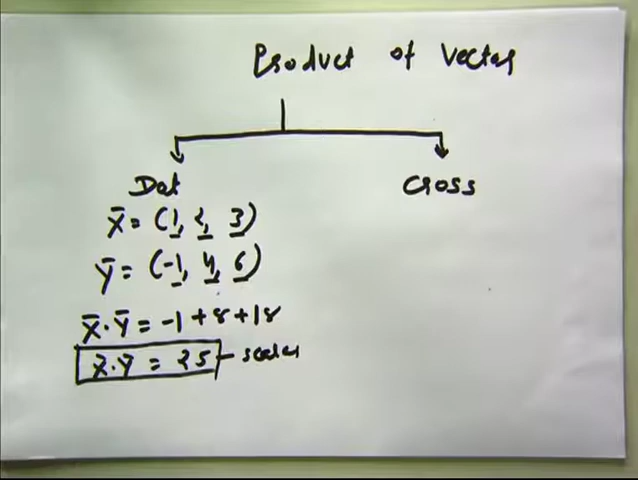 Product of Vector
Dot
Cross
X̄ = (1, 2, 3)
Ȳ = (-1, 4, 6)
X̄.Ȳ = -1 + 8 + 18
X̄.Ȳ = 25 - scalar